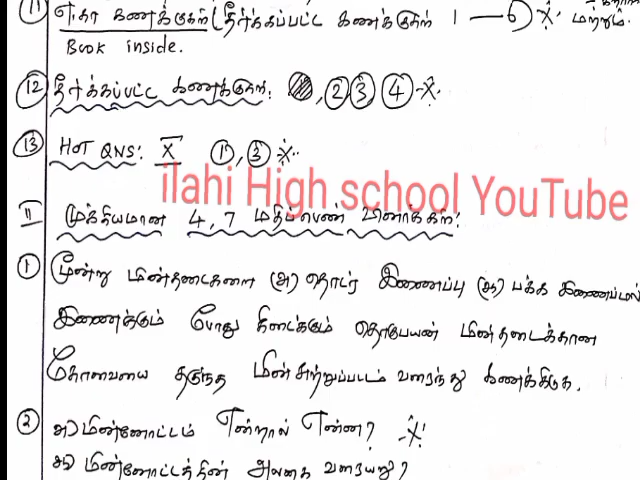 11 எ.கா கணக்குகள் (தீர்க்கப்பட்ட கணக்குகள் 1 — 6) மற்றும்
Book inside.
12 தீர்க்கப்பட்ட கணக்குகள்: , 2 3 4
13 HOT QNS: X 1, 3
ilahi High school YouTube
II முக்கியமான 4, 7 மதிப்பெண் வினாக்கள்:
1 மூன்று மின்தடைகளை (அ) தொடர் இணைப்பு (ஆ) பக்க இணைப்பில்
இணைக்கும் போது கிடைக்கும் தொகுபயன் மின்தடைக்கான
கோவையை தகுந்த மின்சுற்றுப்படம் வரைந்து கணக்கிடுக.
2 அ) மின்னோட்டம் என்றால் என்ன?
ஆ) மின்னோட்டத்தின் அலகை வரையறு?